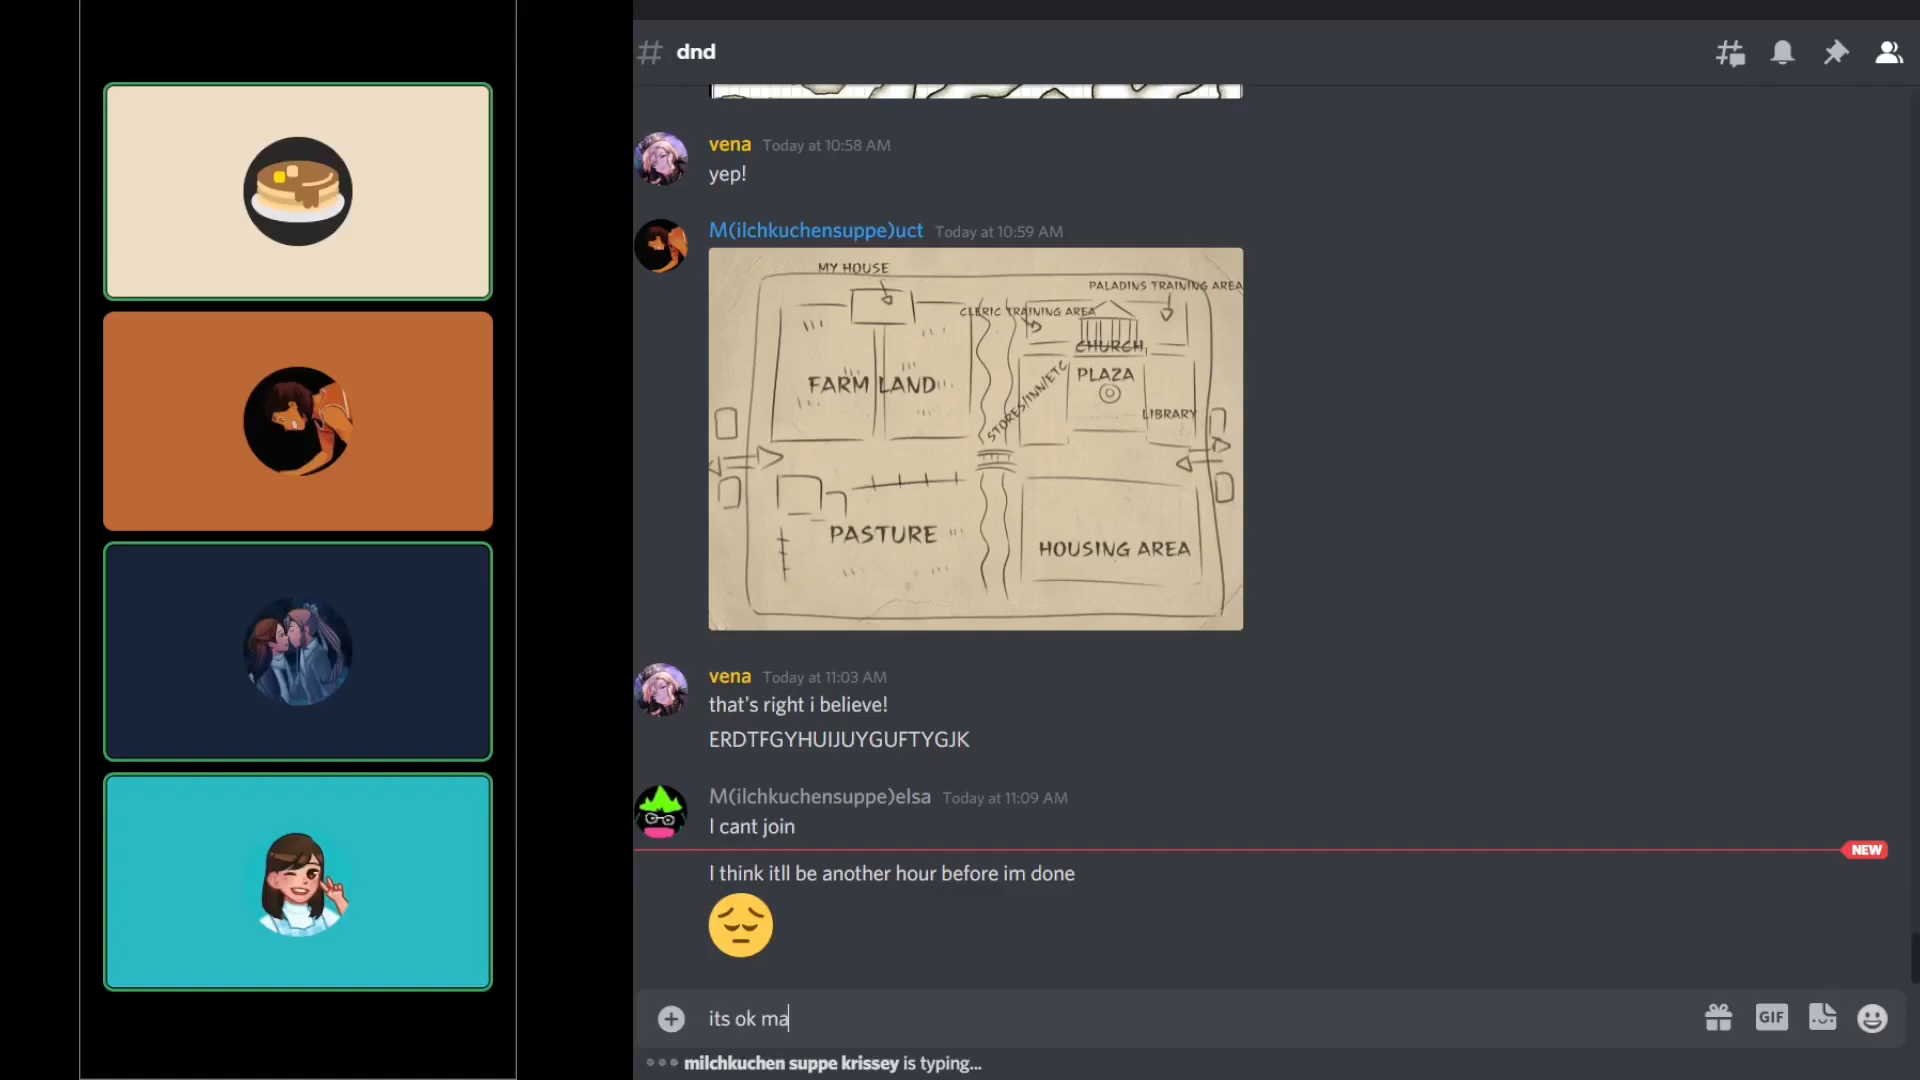 dnd
vena Today at 10:58 AM
yep!
M(ilchkuchensuppe)uct Today at 10:59 AM
MY HOUSE
PALADINS TRAINING AREA
CLERIC TRAINING AREA
CHURCH
PLAZA
FARM LAND
STORES/INN/ETC
LIBRARY
PASTURE
HOUSING AREA
vena Today at 11:03 AM
that's right i believe!
ERDTFGYHUIJUYGUFTYGJK
M(ilchkuchensuppe)elsa Today at 11:09 AM
I cant join
NEW
I think itll be another hour before im done
its ok ma
GIF
milchkuchen suppe krissey is typing...